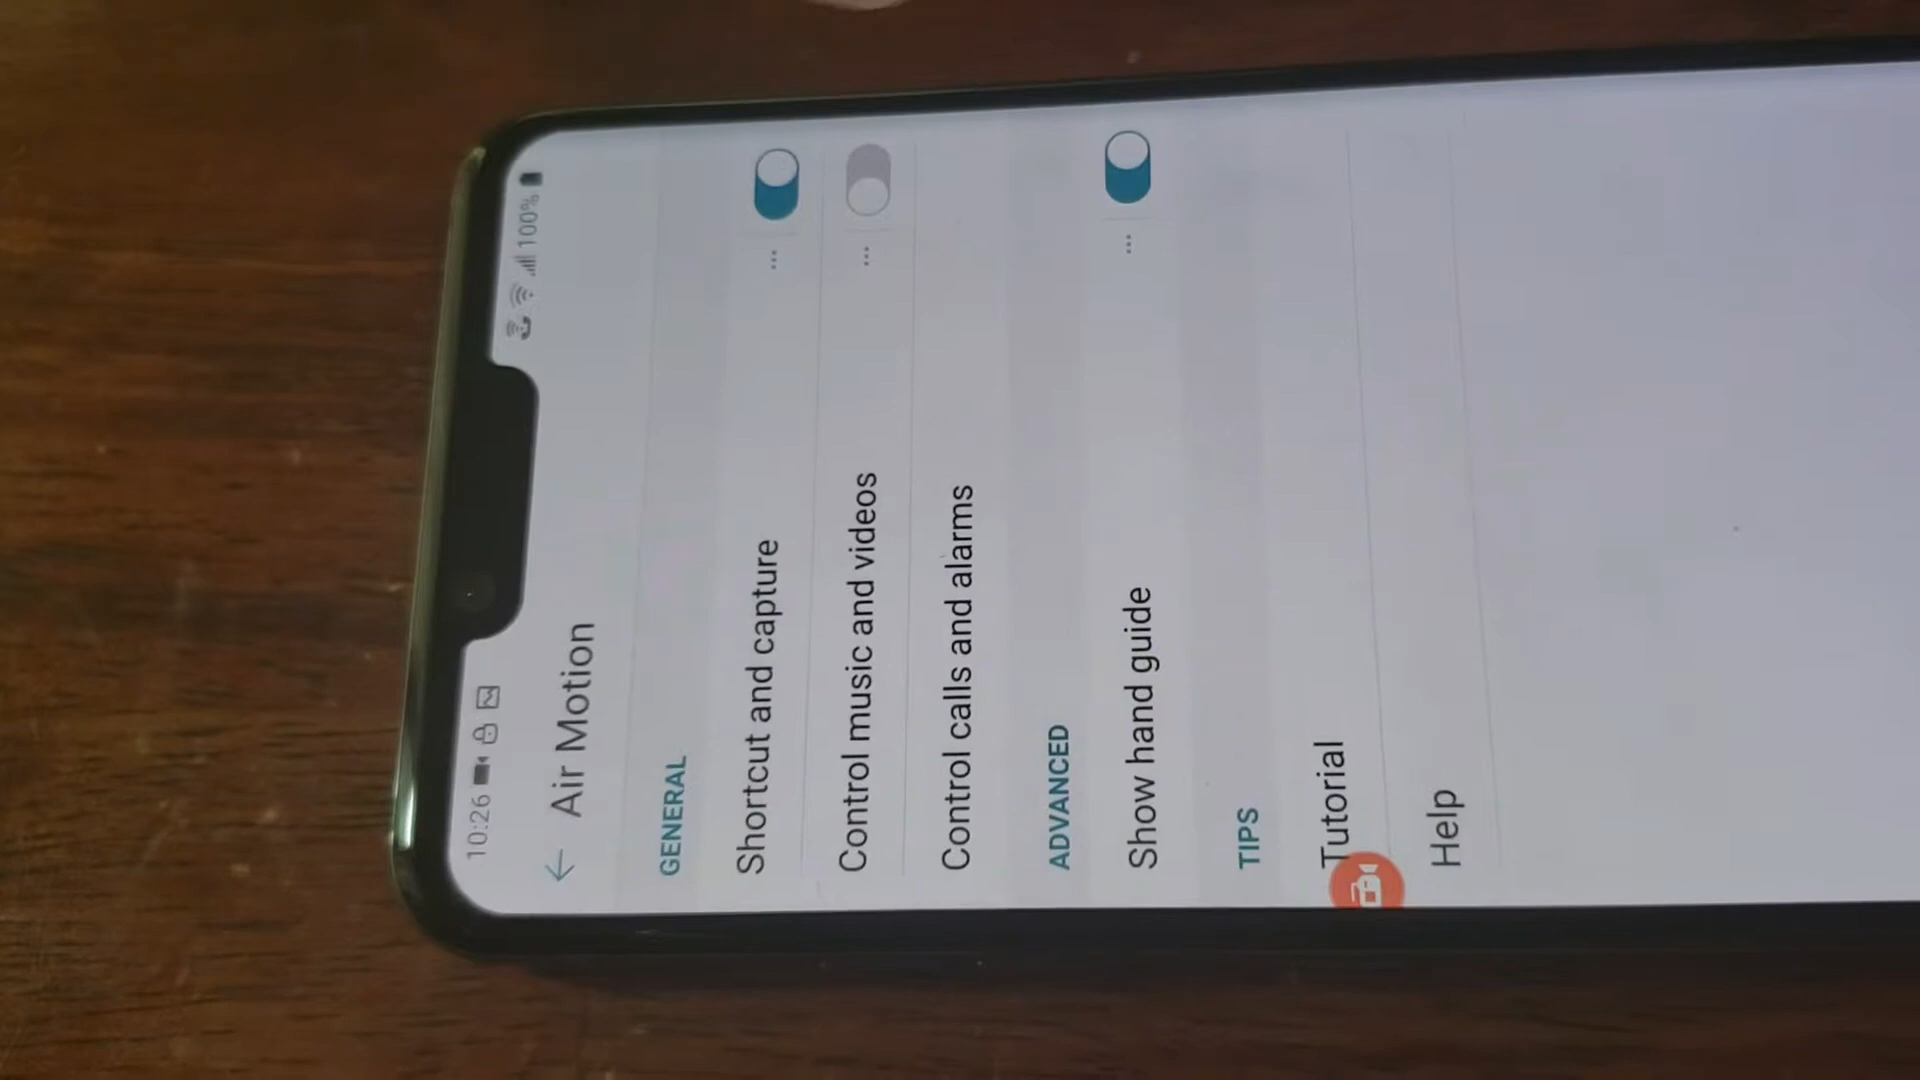 10:26
100%
Air Motion
GENERAL
Shortcut and capture
Control music and videos
Control calls and alarms
ADVANCED
Show hand guide
TIPS
Tutorial
Help